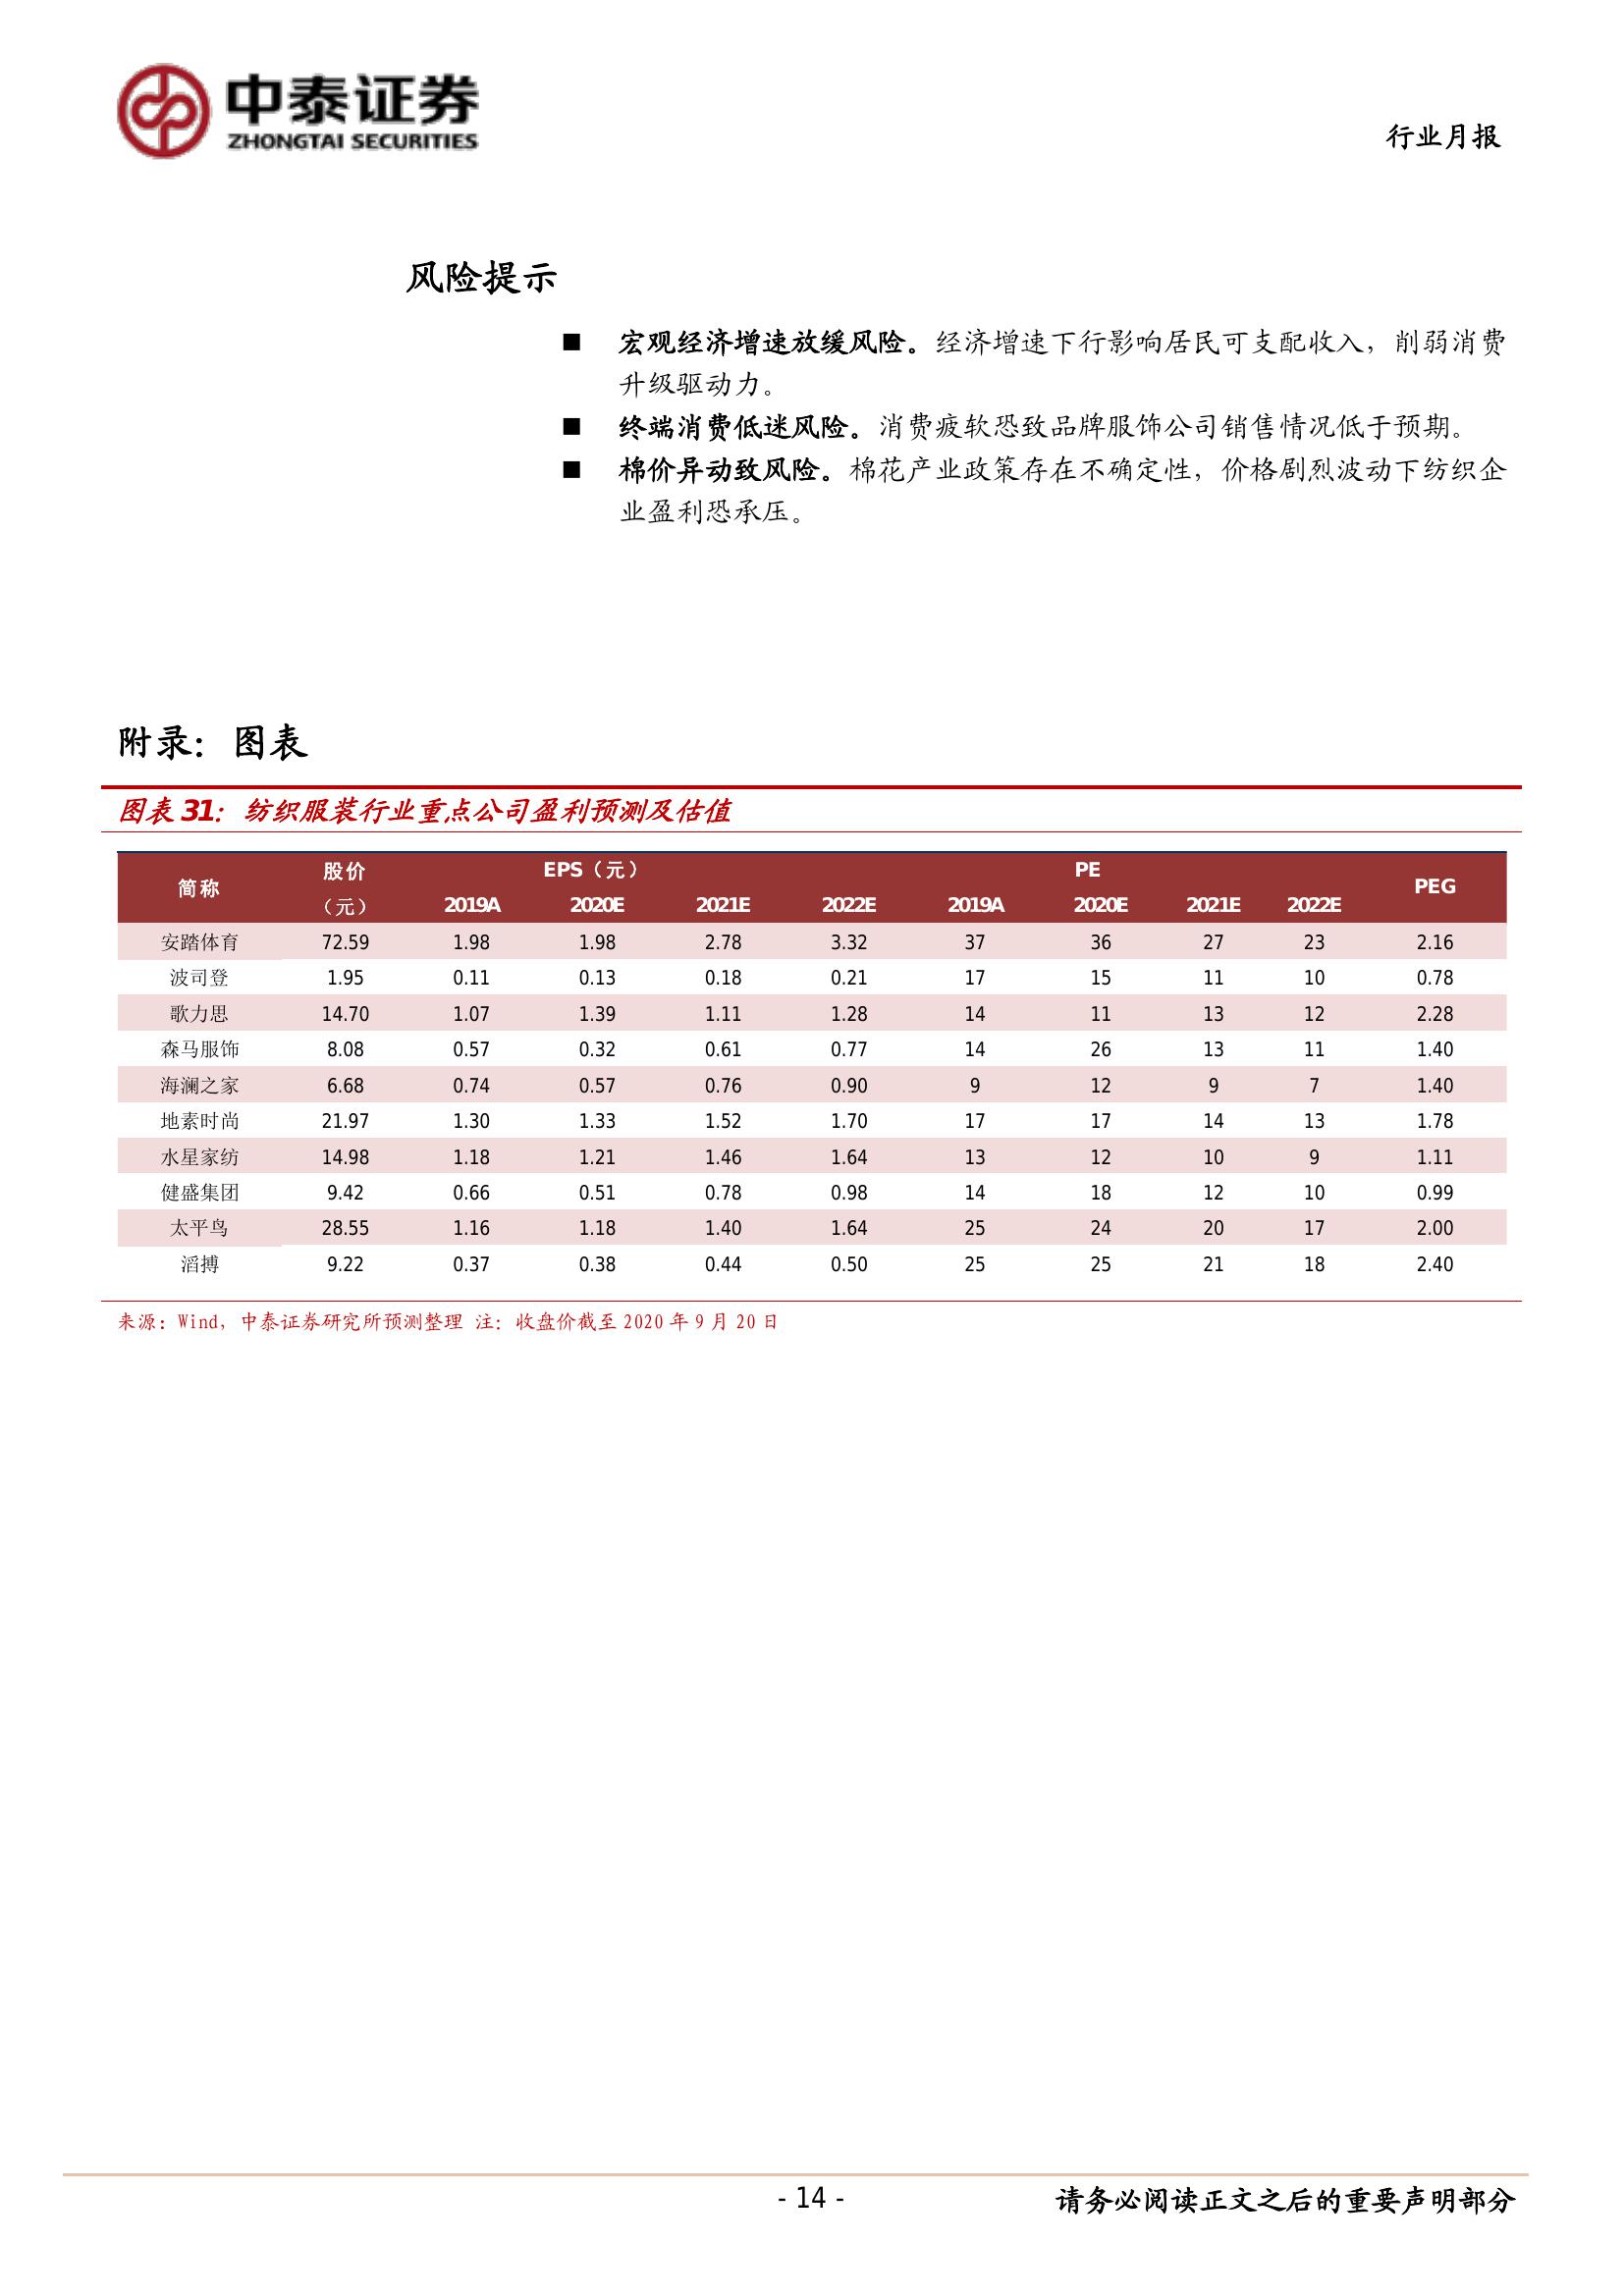 中泰证券
ZHONGTAI SECURITIES
行业月报
风险提示
■ 宏观经济增速放缓风险。经济增速下行影响居民可支配收入，削弱消费
升级驱动力。
■ 终端消费低迷风险。消费疲软恐致品牌服饰公司销售情况低于预期。
■ 棉价异动致风险。棉花产业政策存在不确定性，价格剧烈波动下纺织企
业盈利恐承压。
附录：图表
图表 31：纺织服装行业重点公司盈利预测及估值
简称 股价（元） EPS（元） PE PEG
2019A 2020E 2021E 2022E 2019A 2020E 2021E 2022E
安踏体育 72.59 1.98 1.98 2.78 3.32 37 36 27 23 2.16
波司登 1.95 0.11 0.13 0.18 0.21 17 15 11 10 0.78
歌力思 14.70 1.07 1.39 1.11 1.28 14 11 13 12 2.28
森马服饰 8.08 0.57 0.32 0.61 0.77 14 26 13 11 1.40
海澜之家 6.68 0.74 0.57 0.76 0.90 9 12 9 7 1.40
地素时尚 21.97 1.30 1.33 1.52 1.70 17 17 14 13 1.78
水星家纺 14.98 1.18 1.21 1.46 1.64 13 12 10 9 1.11
健盛集团 9.42 0.66 0.51 0.78 0.98 14 18 12 10 0.99
太平鸟 28.55 1.16 1.18 1.40 1.64 25 24 20 17 2.00
滔搏 9.22 0.37 0.38 0.44 0.50 25 25 21 18 2.40
来源：Wind，中泰证券研究所预测整理 注：收盘价截至 2020 年 9 月 20 日
- 14 -
请务必阅读正文之后的重要声明部分